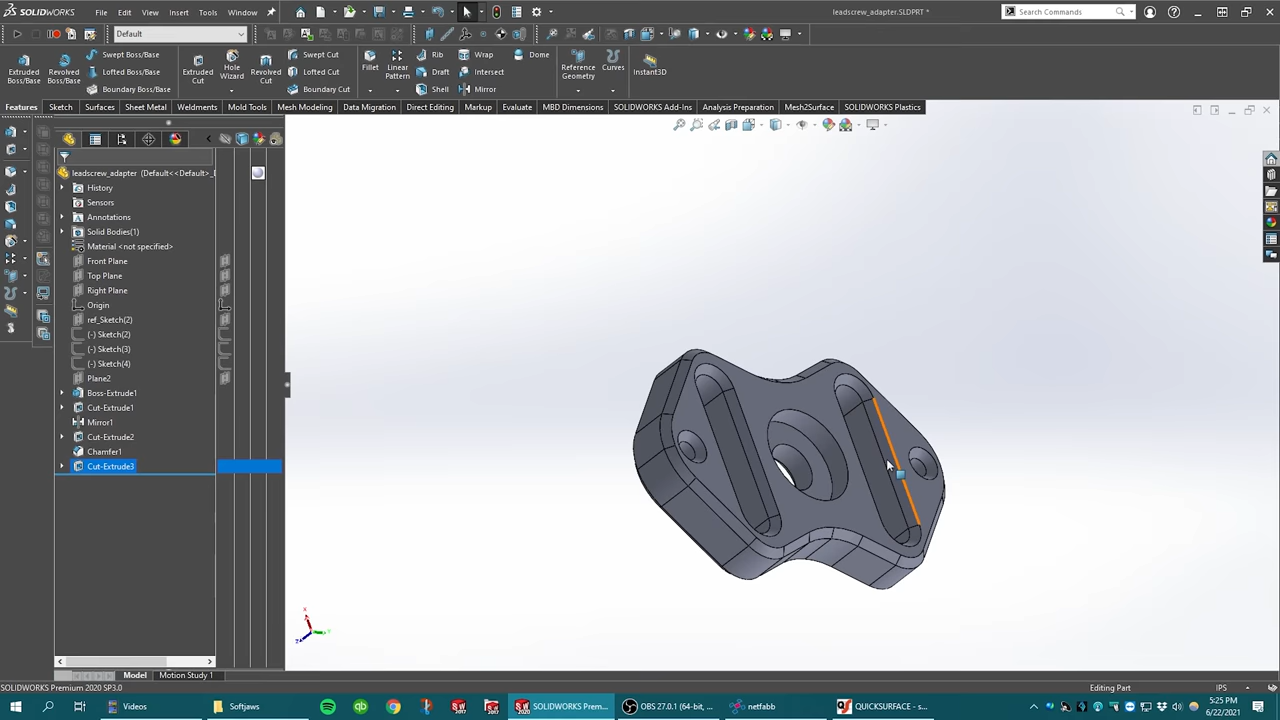 SOLIDWORKS File Edit View Insert Tools Window leadscrew_adapter.SLDPRT * Search Commands
Default
Extruded Boss/Base
Revolved Boss/Base
Swept Boss/Base
Lofted Boss/Base
Boundary Boss/Base
Extruded Cut
Hole Wizard
Revolved Cut
Swept Cut
Lofted Cut
Boundary Cut
Fillet
Linear Pattern
Rib
Draft
Shell
Wrap
Intersect
Mirror
Dome
Reference Geometry
Curves
Instant3D
Features Sketch Surfaces Sheet Metal Weldments Mold Tools Mesh Modeling Data Migration Direct Editing Markup Evaluate MBD Dimensions SOLIDWORKS Add-Ins Analysis Preparation Mesh2Surface SOLIDWORKS Plastics
leadscrew_adapter (Default<<Default>_D
History
Sensors
Annotations
Solid Bodies(1)
Material <not specified>
Front Plane
Top Plane
Right Plane
Origin
ref_Sketch(2)
(-) Sketch(2)
(-) Sketch(3)
(-) Sketch(4)
Plane2
Boss-Extrude1
Cut-Extrude1
Mirror1
Cut-Extrude2
Chamfer1
Cut-Extrude3
Model Motion Study 1
SOLIDWORKS Premium 2020 SP3.0 Editing Part IPS
Videos Softjaws SOLIDWORKS Prem... OBS 27.0.1 (64-bit, ... netfabb QUICKSURFACE - s... 5:25 PM
6/22/2021